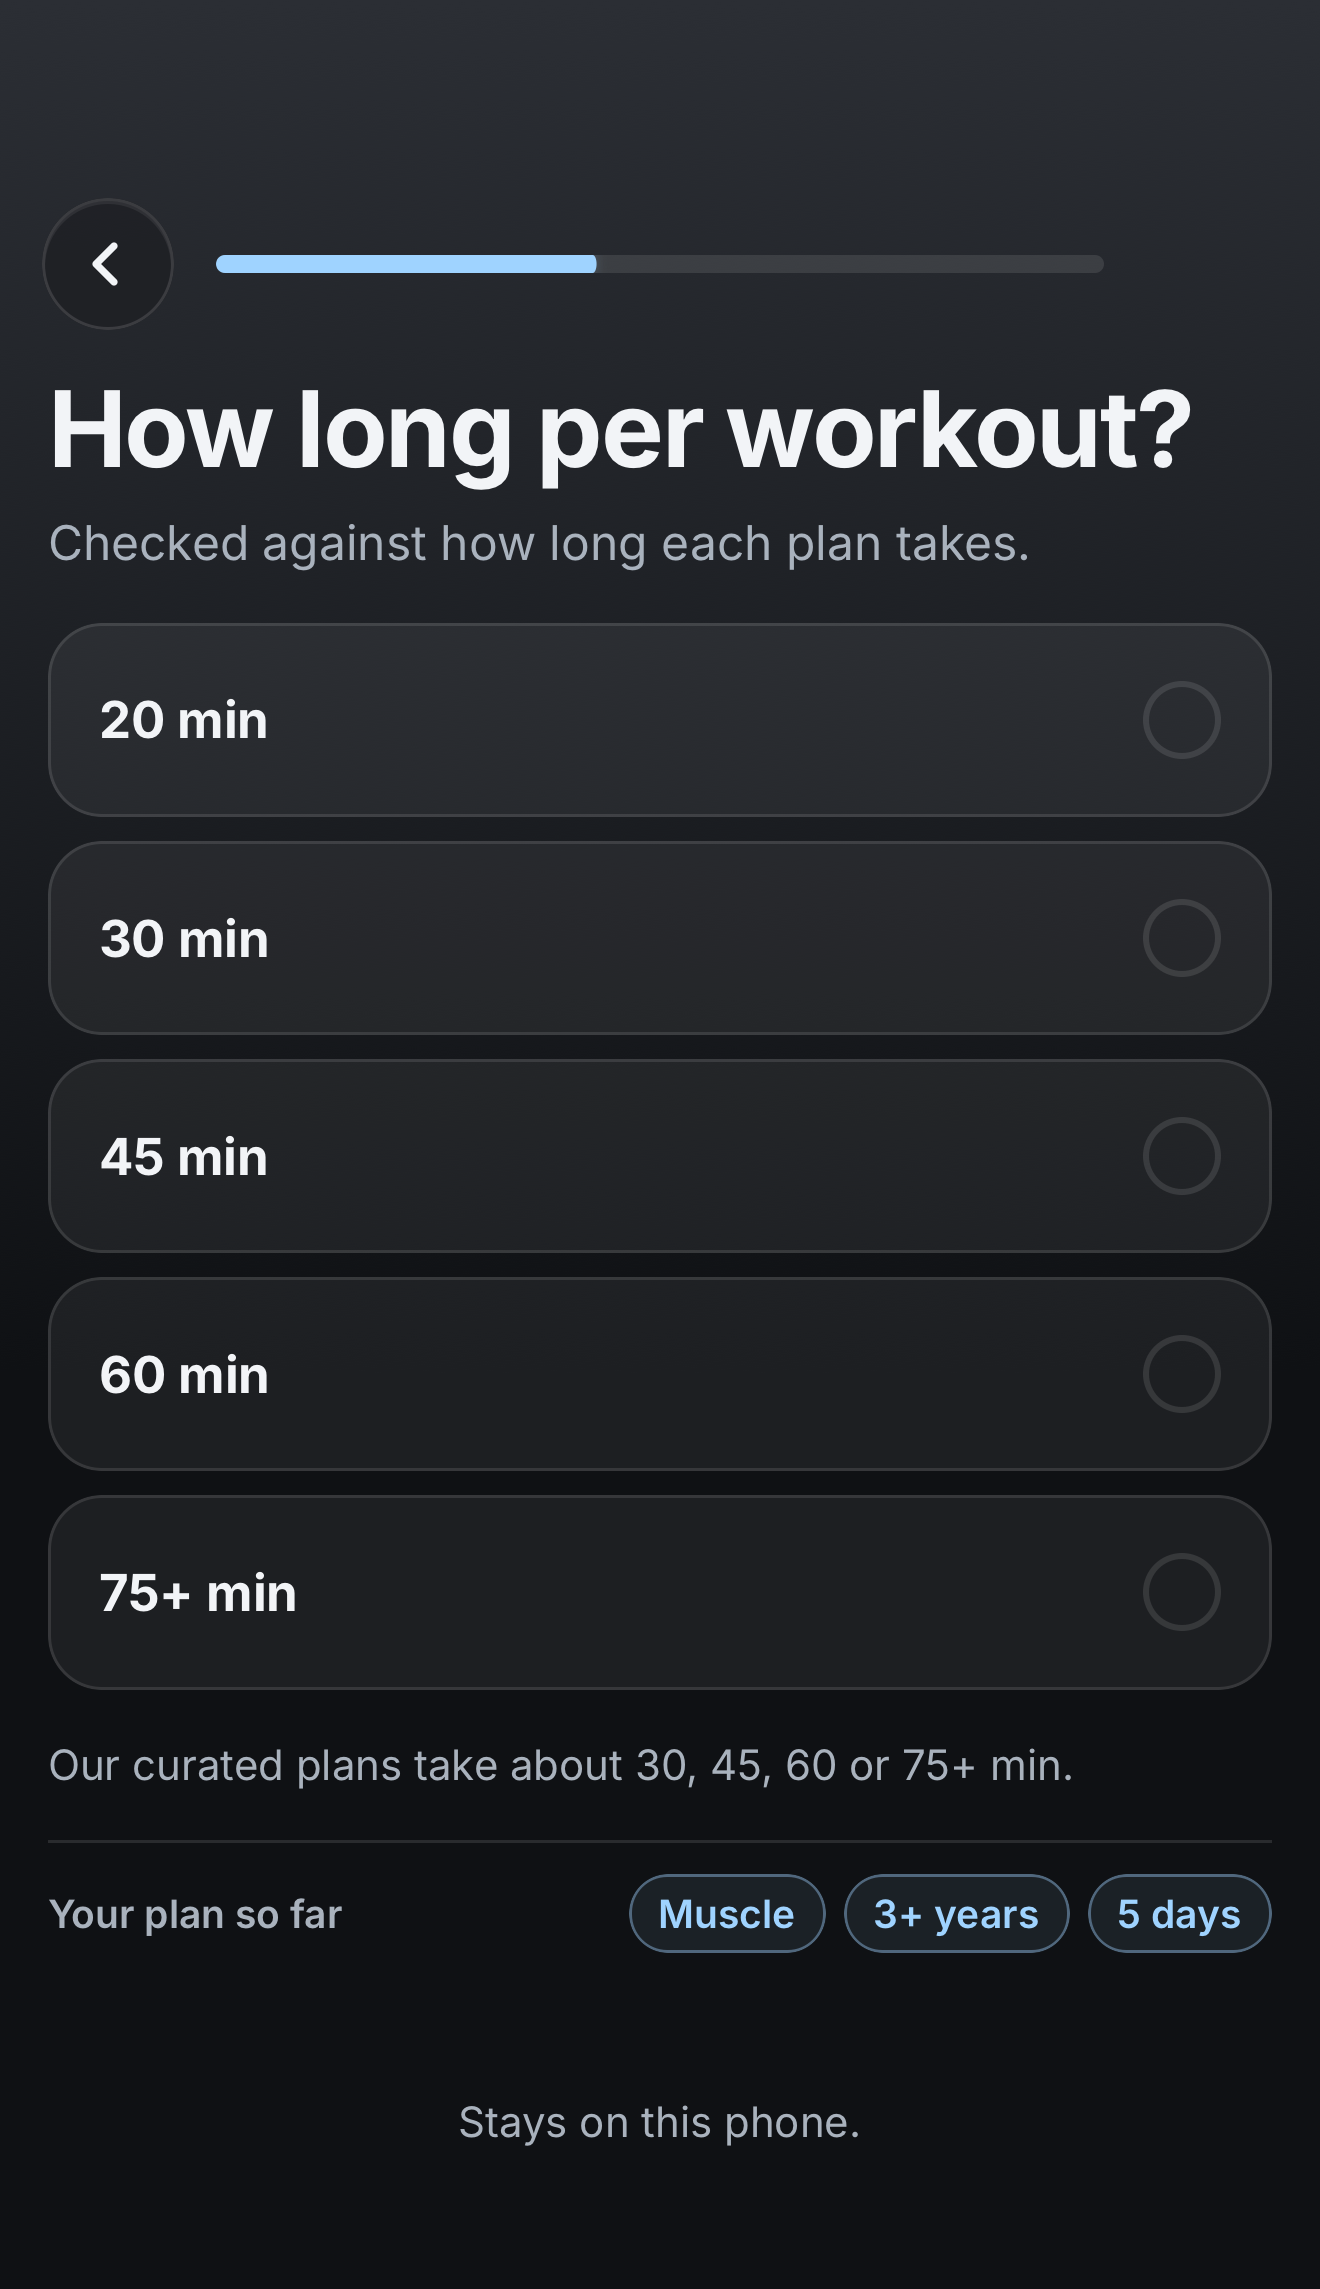 How long per workout?
Checked against how long each plan takes.
20 min
30 min
45 min
60 min
75+ min
Our curated plans take about 30, 45, 60 or 75+ min.
Your plan so far Muscle 3+ years 5 days
Stays on this phone.